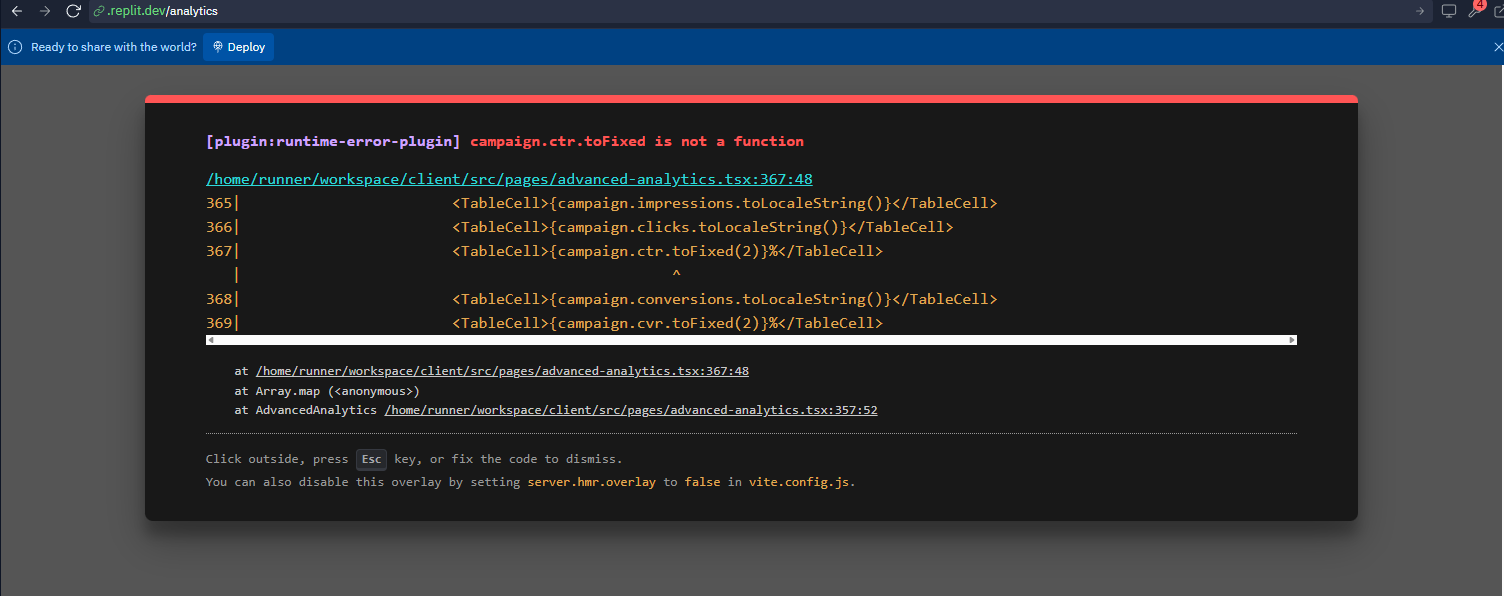 .replit.dev/analytics
4
Ready to share with the world? Deploy
[plugin:runtime-error-plugin] campaign.ctr.toFixed is not a function
/home/runner/workspace/client/src/pages/advanced-analytics.tsx:367:48
365| <TableCell>{campaign.impressions.toLocaleString()}</TableCell>
366| <TableCell>{campaign.clicks.toLocaleString()}</TableCell>
367| <TableCell>{campaign.ctr.toFixed(2)}%</TableCell>
| ^
368| <TableCell>{campaign.conversions.toLocaleString()}</TableCell>
369| <TableCell>{campaign.cvr.toFixed(2)}%</TableCell>
at /home/runner/workspace/client/src/pages/advanced-analytics.tsx:367:48
at Array.map (<anonymous>)
at AdvancedAnalytics /home/runner/workspace/client/src/pages/advanced-analytics.tsx:357:52
Click outside, press Esc key, or fix the code to dismiss.
You can also disable this overlay by setting server.hmr.overlay to false in vite.config.js.